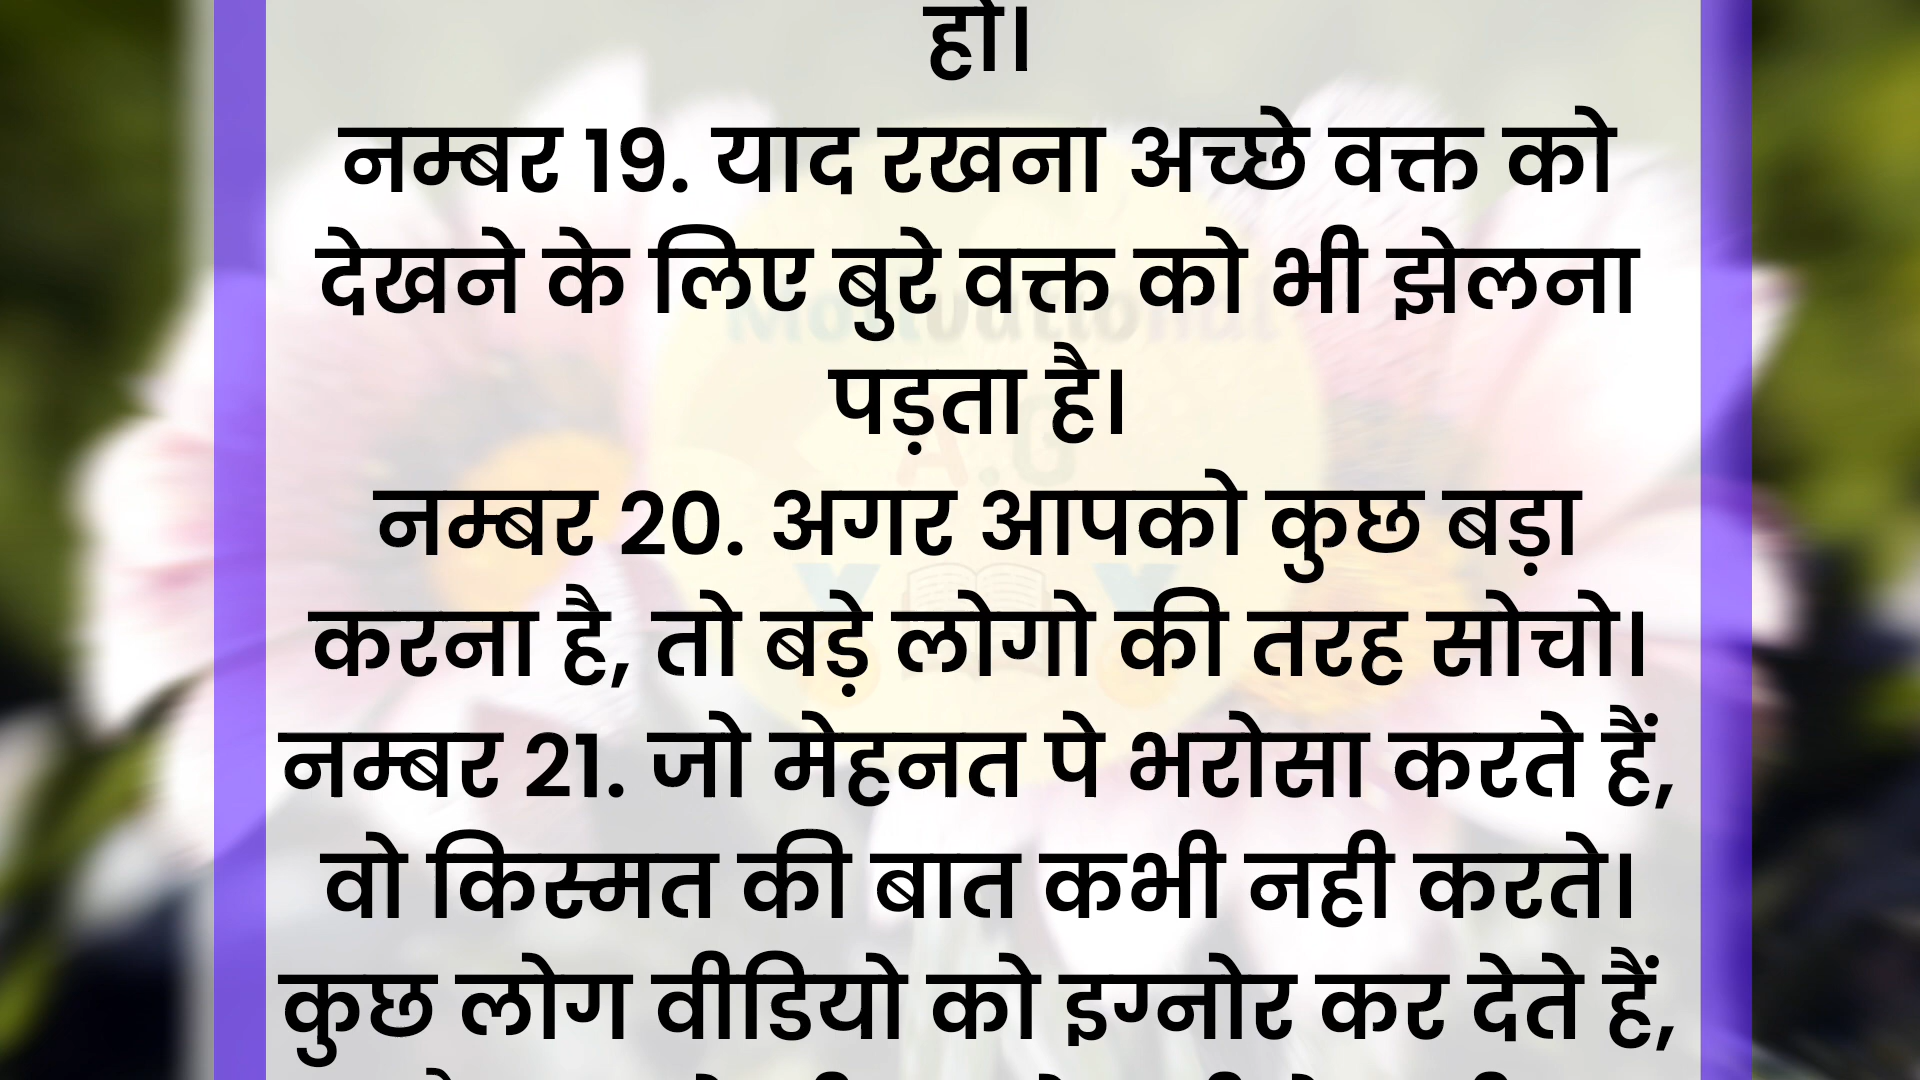 हो।
नम्बर 19. याद रखना अच्छे वक्त को
देखने के लिए बुरे वक्त को भी झेलना
पड़ता है।
नम्बर 20. अगर आपको कुछ बड़ा
करना है, तो बड़े लोगो की तरह सोचो।
नम्बर 21. जो मेहनत पे भरोसा करते हैं,
वो किस्मत की बात कभी नही करते।
कुछ लोग वीडियो को इग्नोर कर देते हैं,
Motivational
A.G